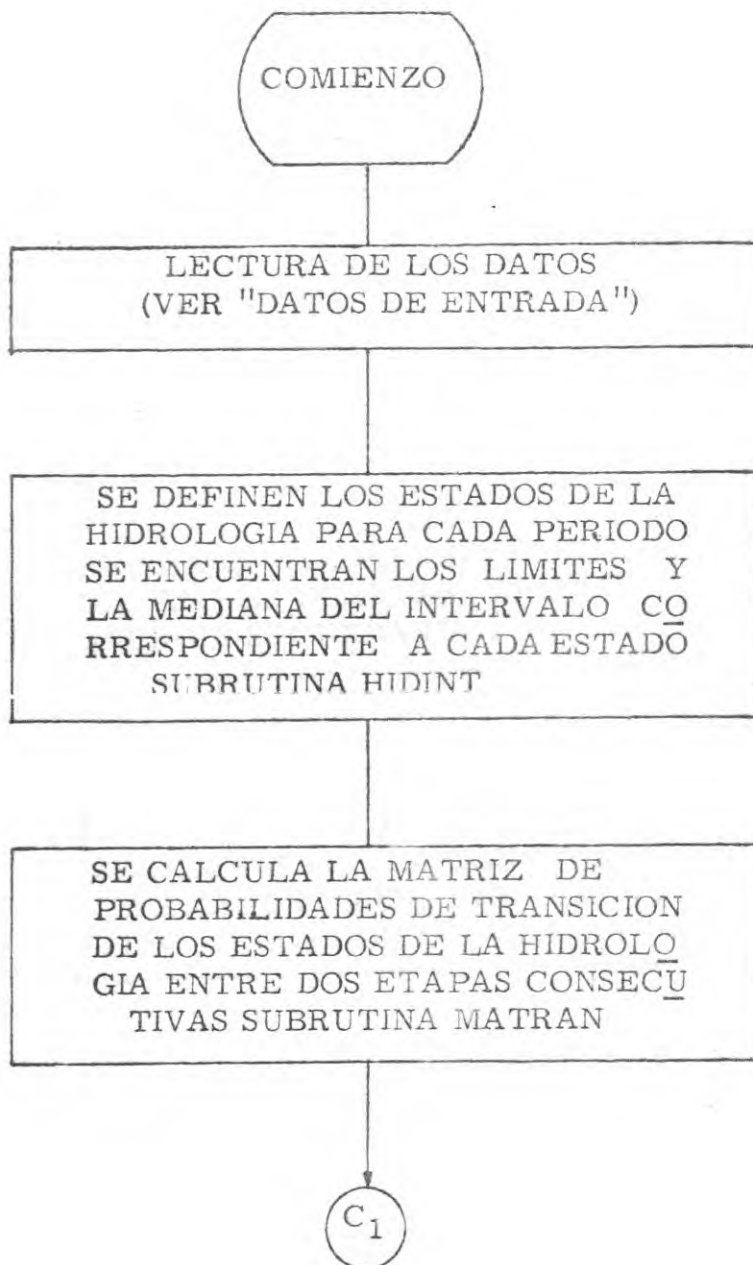 COMIENZO
LECTURA DE LOS DATOS
(VER "DATOS DE ENTRADA")
SE DEFINEN LOS ESTADOS DE LA
HIDROLOGIA PARA CADA PERIODO
SE ENCUENTRAN LOS LIMITES Y
LA MEDIANA DEL INTERVALO CO
RRESPONDIENTE A CADA ESTADO
SUBRUTINA HIDINT
SE CALCULA LA MATRIZ DE
PROBABILIDADES DE TRANSICION
DE LOS ESTADOS DE LA HIDROLO
GIA ENTRE DOS ETAPAS CONSECU
TIVAS SUBRUTINA MATRAN
C1